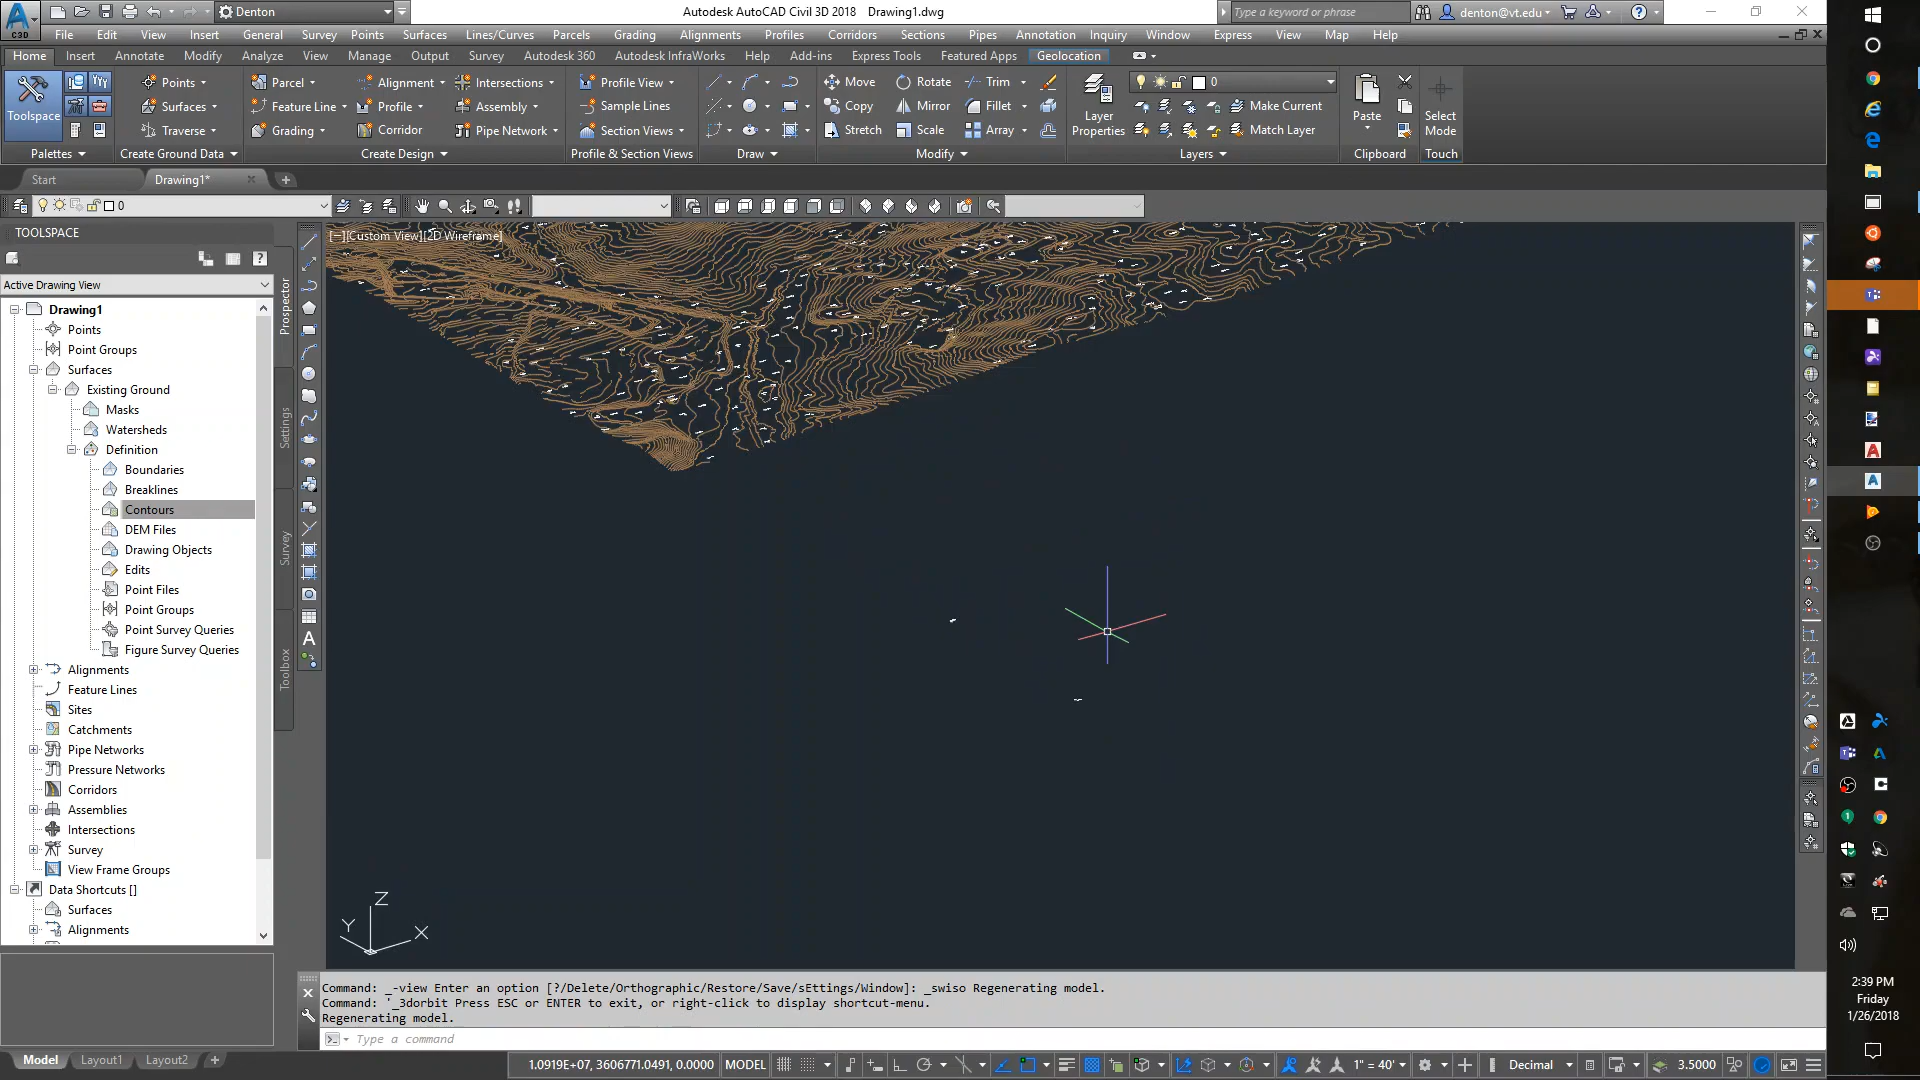 Denton
Autodesk AutoCAD Civil 3D 2018 Drawing1.dwg
Type a keyword or phrase
denton@vt.edu
C3D
File Edit View Insert General Survey Points Surfaces Lines/Curves Parcels Grading Alignments Profiles Corridors Sections Pipes Annotation Inquiry Window Express View Map Help
Home Insert Annotate Modify Analyze View Manage Output Survey Autodesk 360 Autodesk InfraWorks Help Add-ins Express Tools Featured Apps Geolocation
Toolspace
Points Parcel Alignment Intersections Profile View Move Rotate Trim 0
Surfaces Feature Line Profile Assembly Sample Lines Copy Mirror Fillet Make Current
Traverse Grading Corridor Pipe Network Section Views Stretch Scale Array Match Layer
Layer Properties
Paste
Select Mode
Palettes Create Ground Data Create Design Profile & Section Views Draw Modify Layers Clipboard Touch
Start Drawing1*
0
TOOLSPACE
[−][Custom View][2D Wireframe]
Active Drawing View
Prospector
Settings
Survey
Toolbox
Drawing1
Points
Point Groups
Surfaces
Existing Ground
Masks
Watersheds
Definition
Boundaries
Breaklines
Contours
DEM Files
Drawing Objects
Edits
Point Files
Point Groups
Point Survey Queries
Figure Survey Queries
Alignments
Feature Lines
Sites
Catchments
Pipe Networks
Pressure Networks
Corridors
Assemblies
Intersections
Survey
View Frame Groups
Data Shortcuts []
Surfaces
Alignments
Z
Y
X
Command: _-view Enter an option [?/Delete/Orthographic/Restore/Save/sEttings/Window]: _swiso Regenerating model.
Command: '_3dorbit Press ESC or ENTER to exit, or right-click to display shortcut-menu.
Regenerating model.
Type a command
Model Layout1 Layout2
1.0919E+07, 3606771.0491, 0.0000 MODEL
1" = 40'
Decimal
3.5000
2:39 PM
Friday
1/26/2018